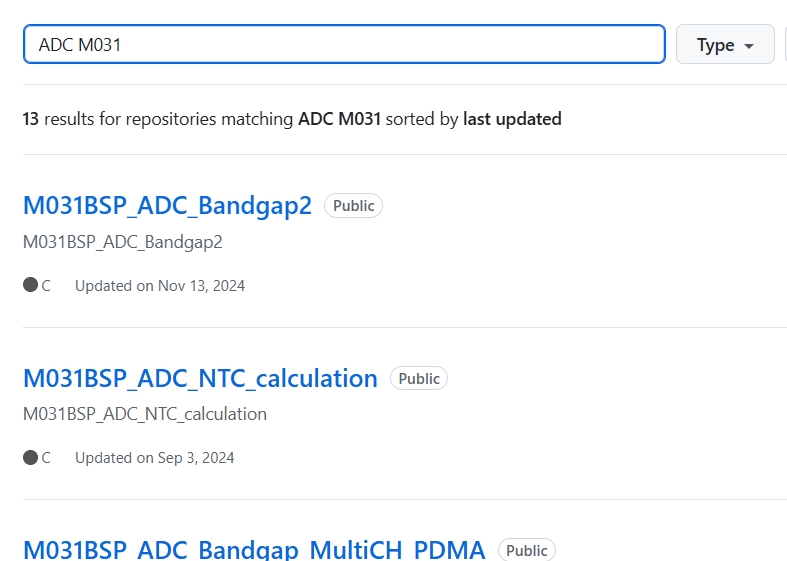 ADC M031
Type
13 results for repositories matching ADC M031 sorted by last updated
M031BSP_ADC_Bandgap2 Public
M031BSP_ADC_Bandgap2
C Updated on Nov 13, 2024
M031BSP_ADC_NTC_calculation Public
M031BSP_ADC_NTC_calculation
C Updated on Sep 3, 2024
M031BSP_ADC_Bandgap_MultiCH_PDMA Public